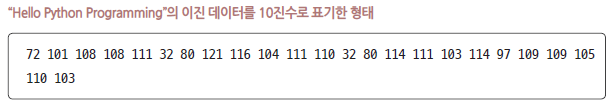 “Hello Python Programming”의 이진 데이터를 10진수로 표기한 형태
72 101 108 108 111 32 80 121 116 104 111 110 32 80 114 111 103 114 97 109 109 105
110 103